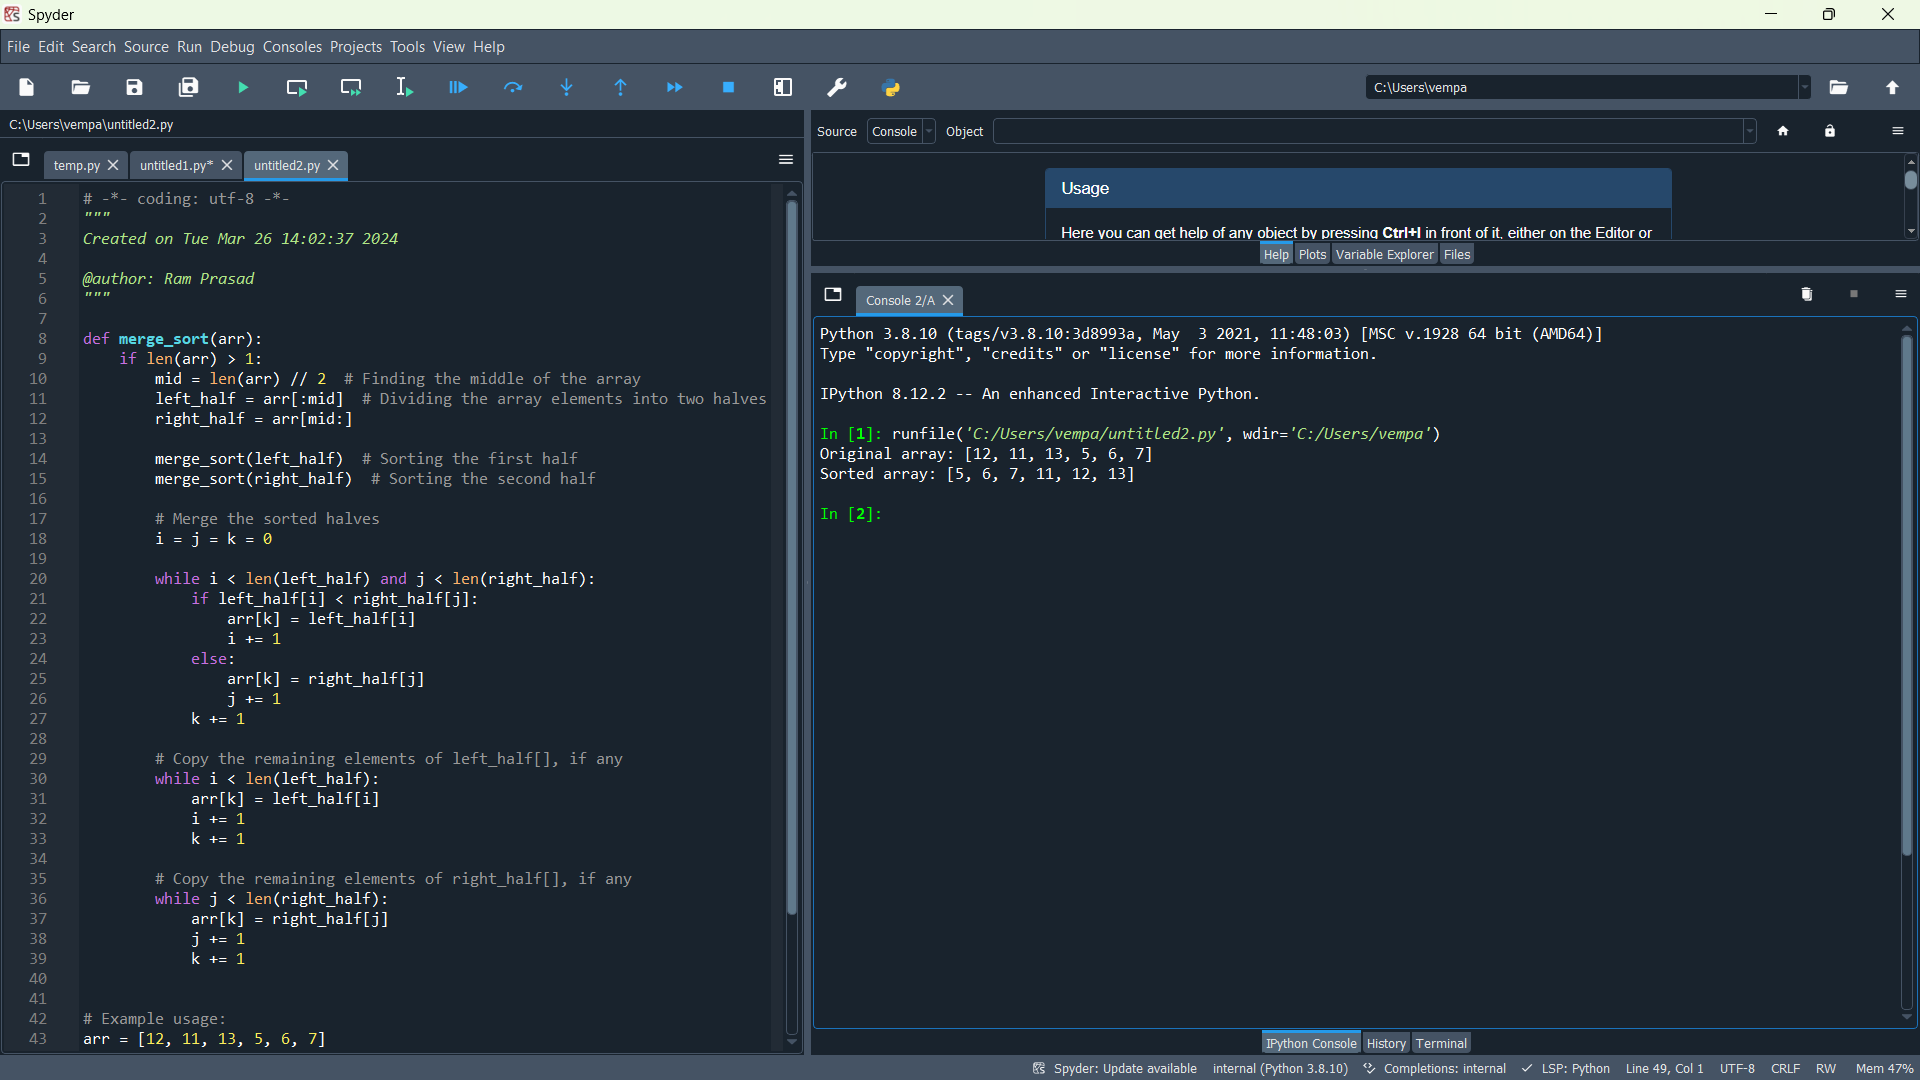 Spyder
File Edit Search Source Run Debug Consoles Projects Tools View Help
C:\Users\vempa
C:\Users\vempa\untitled2.py
temp.py
untitled1.py*
untitled2.py
1 # -*- coding: utf-8 -*-
2 """
3 Created on Tue Mar 26 14:02:37 2024
4
5 @author: Ram Prasad
6 """
7
8 def merge_sort(arr):
9     if len(arr) > 1:
10         mid = len(arr) // 2  # Finding the middle of the array
11         left_half = arr[:mid]  # Dividing the array elements into two halves
12         right_half = arr[mid:]
13
14         merge_sort(left_half)  # Sorting the first half
15         merge_sort(right_half)  # Sorting the second half
16
17         # Merge the sorted halves
18         i = j = k = 0
19
20         while i < len(left_half) and j < len(right_half):
21             if left_half[i] < right_half[j]:
22                 arr[k] = left_half[i]
23                 i += 1
24             else:
25                 arr[k] = right_half[j]
26                 j += 1
27             k += 1
28
29         # Copy the remaining elements of left_half[], if any
30         while i < len(left_half):
31             arr[k] = left_half[i]
32             i += 1
33             k += 1
34
35         # Copy the remaining elements of right_half[], if any
36         while j < len(right_half):
37             arr[k] = right_half[j]
38             j += 1
39             k += 1
40
41
42 # Example usage:
43 arr = [12, 11, 13, 5, 6, 7]
Source Console Object
Usage
Here you can get help of any object by pressing Ctrl+I in front of it, either on the Editor or
Help Plots Variable Explorer Files
Console 2/A
Python 3.8.10 (tags/v3.8.10:3d8993a, May  3 2021, 11:48:03) [MSC v.1928 64 bit (AMD64)]
Type "copyright", "credits" or "license" for more information.
IPython 8.12.2 -- An enhanced Interactive Python.
In [1]: runfile('C:/Users/vempa/untitled2.py', wdir='C:/Users/vempa')
Original array: [12, 11, 13, 5, 6, 7]
Sorted array: [5, 6, 7, 11, 12, 13]
In [2]:
IPython Console History Terminal
Spyder: Update available internal (Python 3.8.10) Completions: internal LSP: Python Line 49, Col 1 UTF-8 CRLF RW Mem 47%